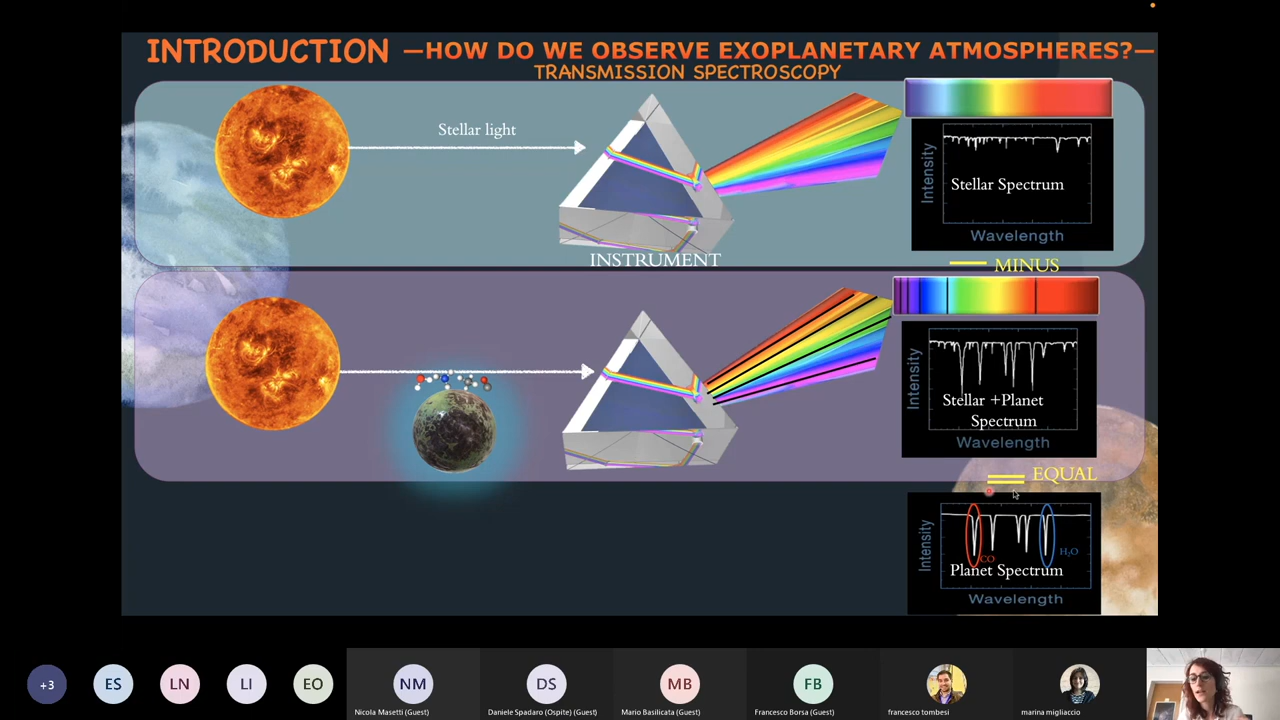 INTRODUCTION —HOW DO WE OBSERVE EXOPLANETARY ATMOSPHERES?—
TRANSMISSION SPECTROSCOPY
Stellar light
INSTRUMENT
Intensity
Stellar Spectrum
Wavelength
MINUS
Intensity
Stellar +Planet
Spectrum
Wavelength
EQUAL
Intensity
CO
H₂O
Planet Spectrum
Wavelength
+3
ES
LN
LI
EO
NM
Nicola Masetti (Guest)
DS
Daniele Spadaro (Ospite) (Guest)
MB
Mario Basilicata (Guest)
FB
Francesco Borsa (Guest)
francesco tombesi
marina migliaccio